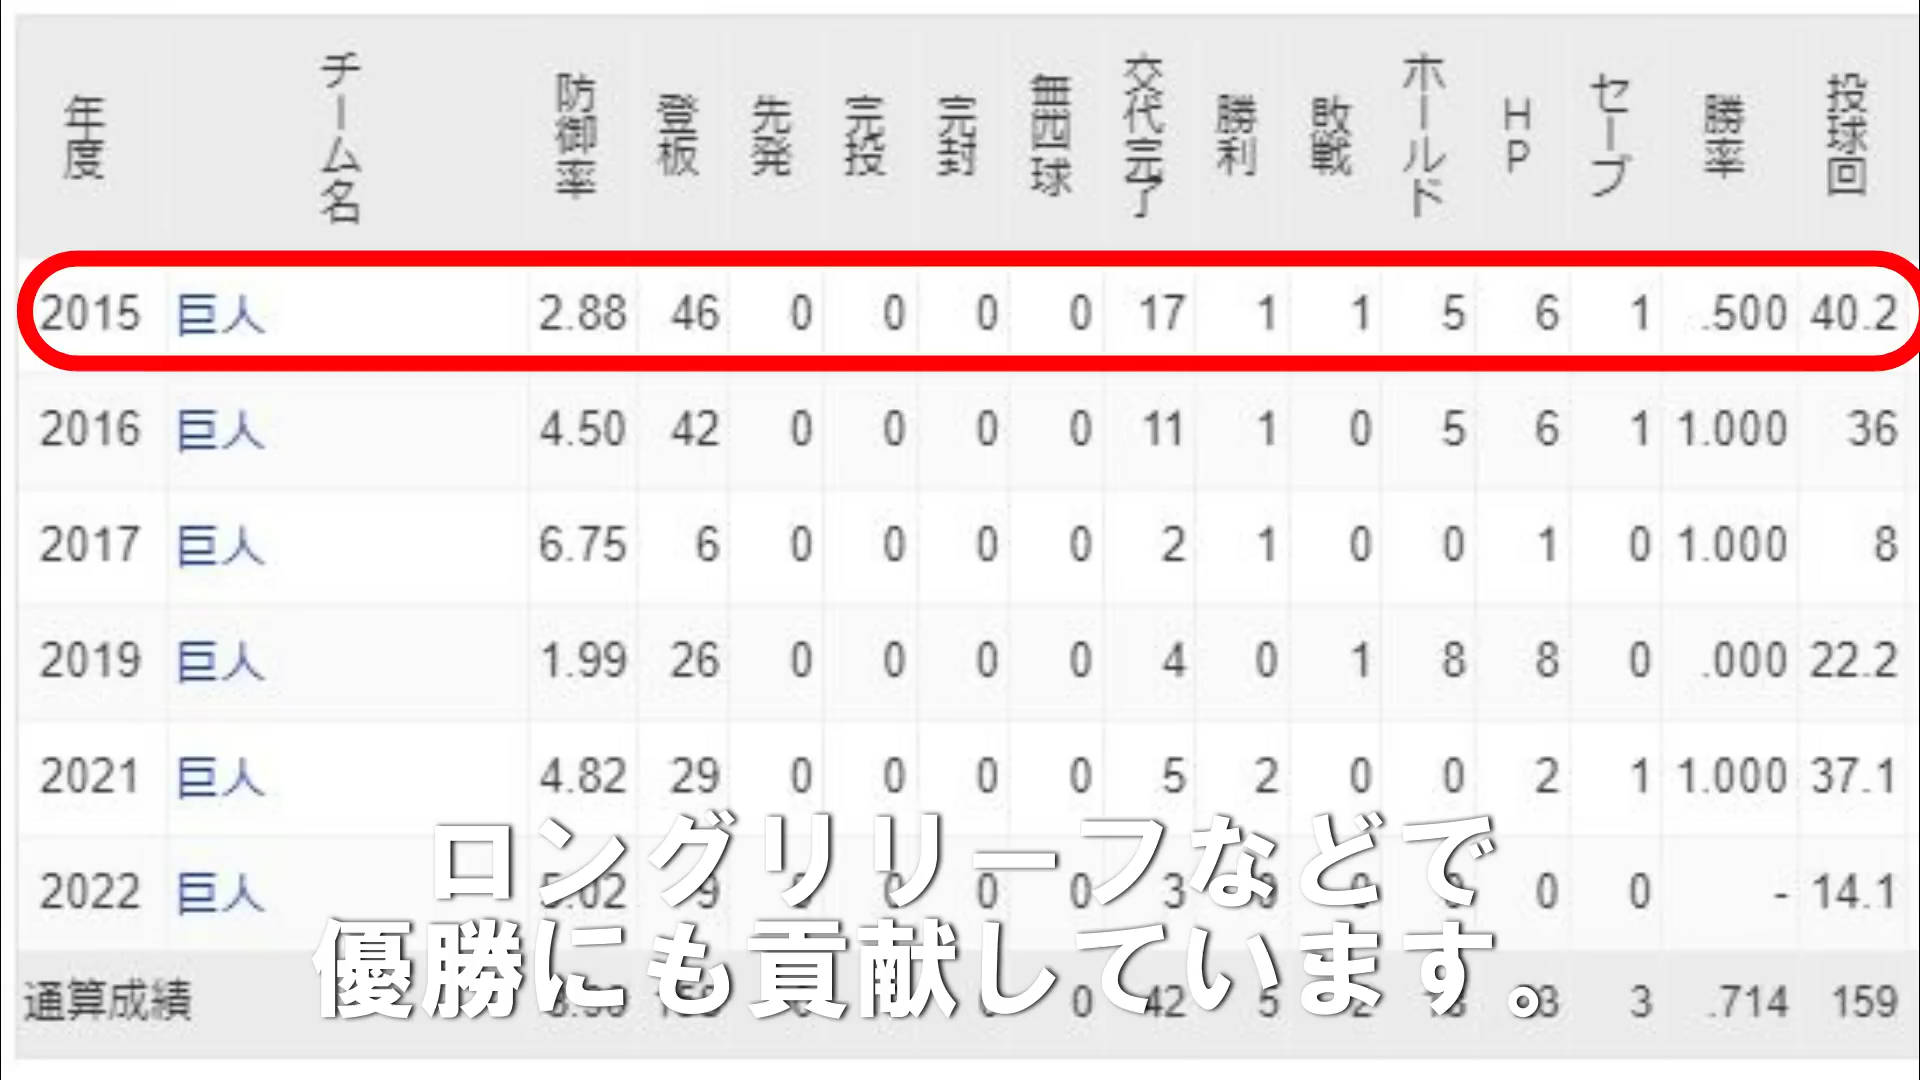 年度 チーム名 防御率 登板 先発 完投 完封 無四球 交代完了 勝利 敗戦 ホールド HP セーブ 勝率 投球回
2015 巨人 2.88 46 0 0 0 0 17 1 1 5 6 1 .500 40.2
2016 巨人 4.50 42 0 0 0 0 11 1 0 5 6 1 1.000 36
2017 巨人 6.75 6 0 0 0 0 2 1 0 0 1 0 1.000 8
2019 巨人 1.99 26 0 0 0 0 4 0 1 8 8 0 .000 22.2
2021 巨人 4.82 29 0 0 0 0 5 2 0 0 2 1 1.000 37.1
2022 巨人 5.02 9 0 0 0 3 0 0 0 0 - 14.1
通算成績 0 42 5 2 3 .714 159
ロングリリーフなどで
優勝にも貢献しています。